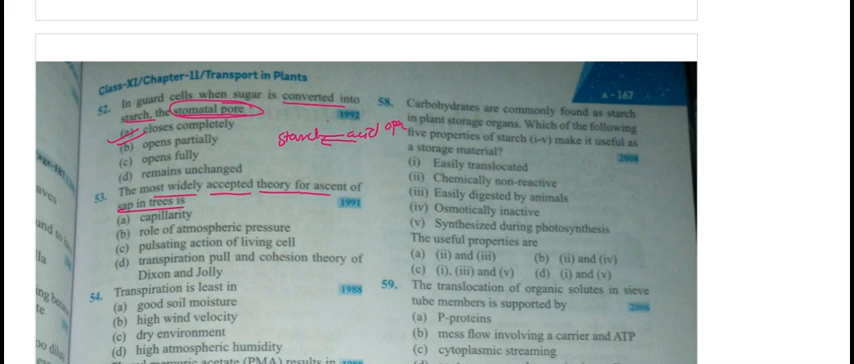 Class-XI/Chapter-11/Transport in Plants
A-167
52. In guard cells when sugar is converted into
starch, the stomatal pore
1992
(a) closes completely
(b) opens partially
(c) opens fully
(d) remains unchanged
starch acid
53. The most widely accepted theory for ascent of
sap in trees is
1991
(a) capillarity
(b) role of atmospheric pressure
(c) pulsating action of living cell
(d) transpiration pull and cohesion theory of
Dixon and Jolly
54. Transpiration is least in
1988
(a) good soil moisture
(b) high wind velocity
(c) dry environment
(d) high atmospheric humidity
acetate (PMA) results in
58. Carbohydrates are commonly found as starch
in plant storage organs. Which of the following
five properties of starch (i-v) make it useful as
a storage material?
2008
(i) Easily translocated
(ii) Chemically non-reactive
(iii) Easily digested by animals
(iv) Osmotically inactive
(v) Synthesized during photosynthesis
The useful properties are
(a) (ii) and (iii) (b) (ii) and (iv)
(c) (i), (iii) and (v) (d) (i) and (v)
59. The translocation of organic solutes in sieve
tube members is supported by
2006
(a) P-proteins
(b) mess flow involving a carrier and ATP
(c) cytoplasmic streaming